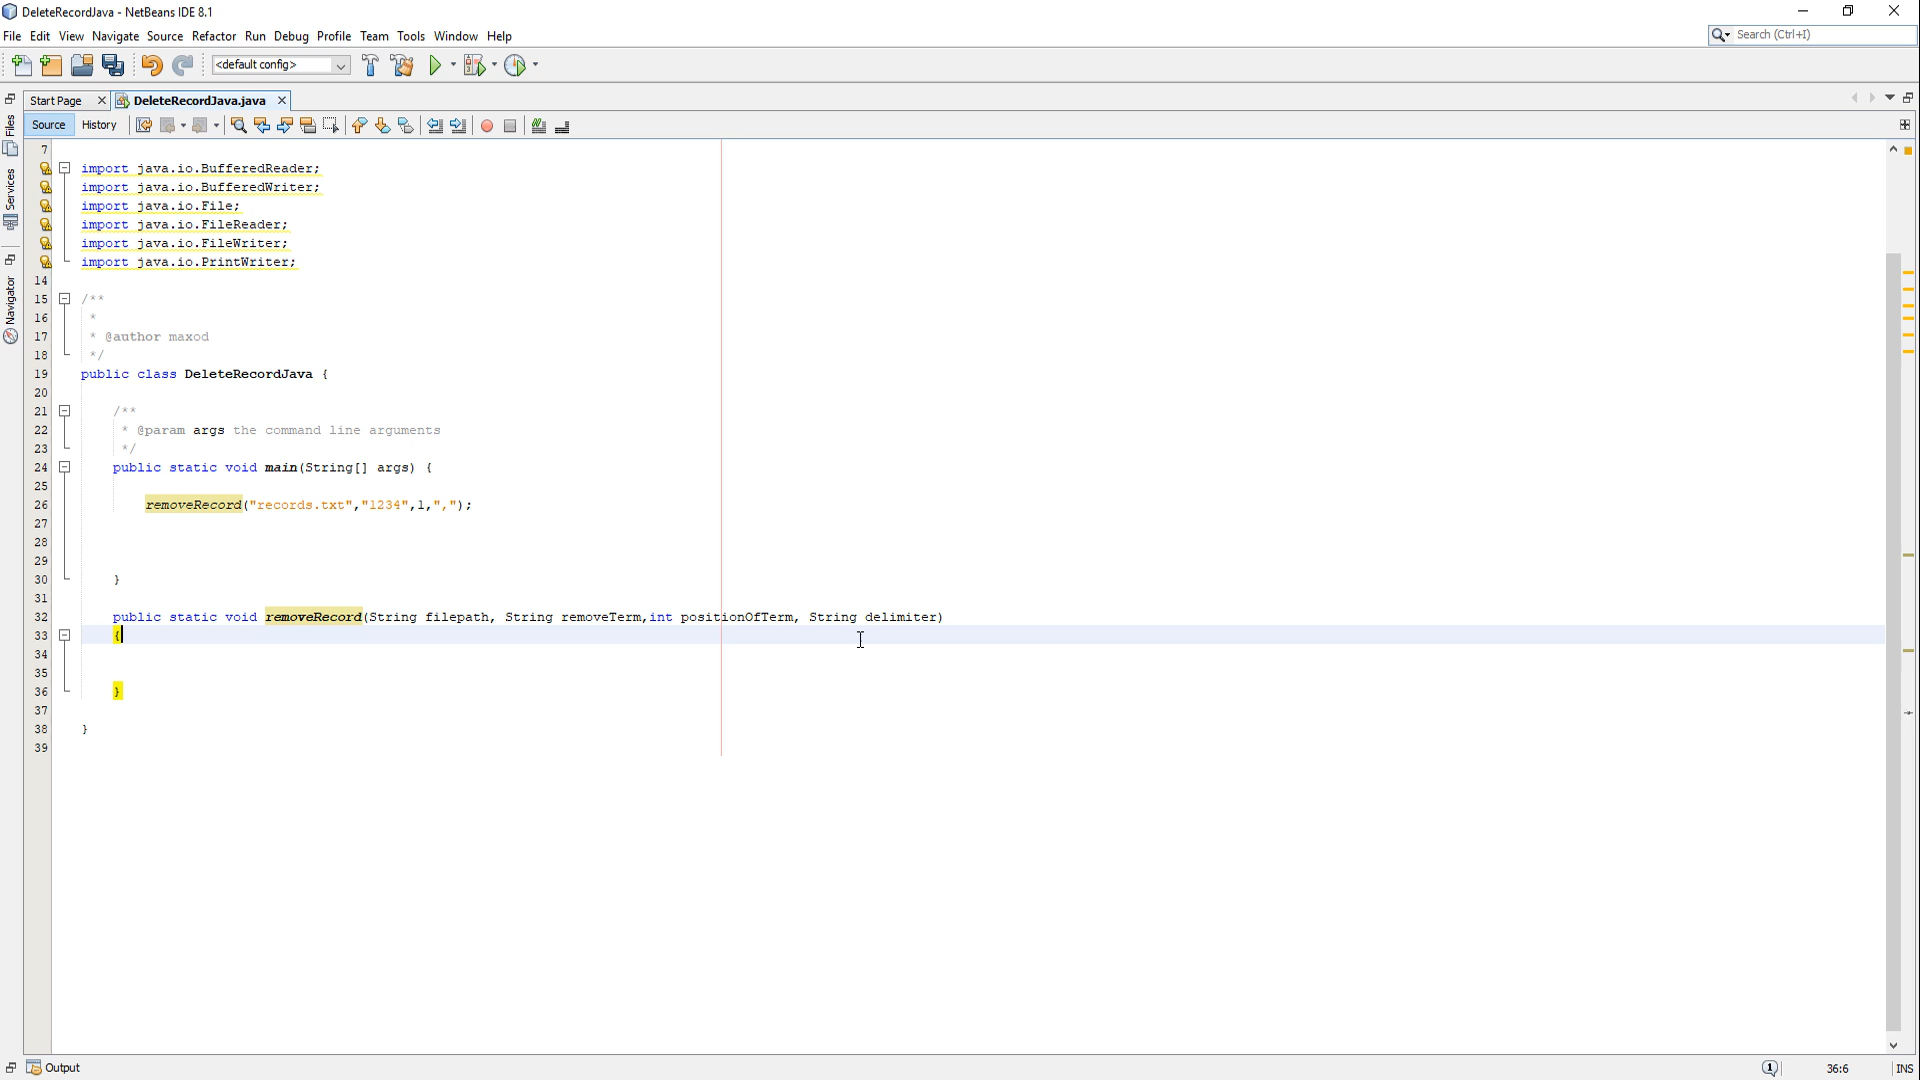 DeleteRecordJava - NetBeans IDE 8.1
File Edit View Navigate Source Refactor Run Debug Profile Team Tools Window Help
Search (Ctrl+I)
<default config>
Start Page DeleteRecordJava.java
Source History
Files
Services
Navigator
7
import java.io.BufferedReader;
import java.io.BufferedWriter;
import java.io.File;
import java.io.FileReader;
import java.io.FileWriter;
import java.io.PrintWriter;
14
15 /**
16 *
17 * @author maxod
18 */
19 public class DeleteRecordJava {
20
21 /**
22 * @param args the command line arguments
23 */
24 public static void main(String[] args) {
25
26 removeRecord("records.txt","1234",1,",");
27
28
29
30 }
31
32 public static void removeRecord(String filepath, String removeTerm,int positionOfTerm, String delimiter)
33 {
34
35
36 }
37
38 }
39
Output 1 36:6 INS